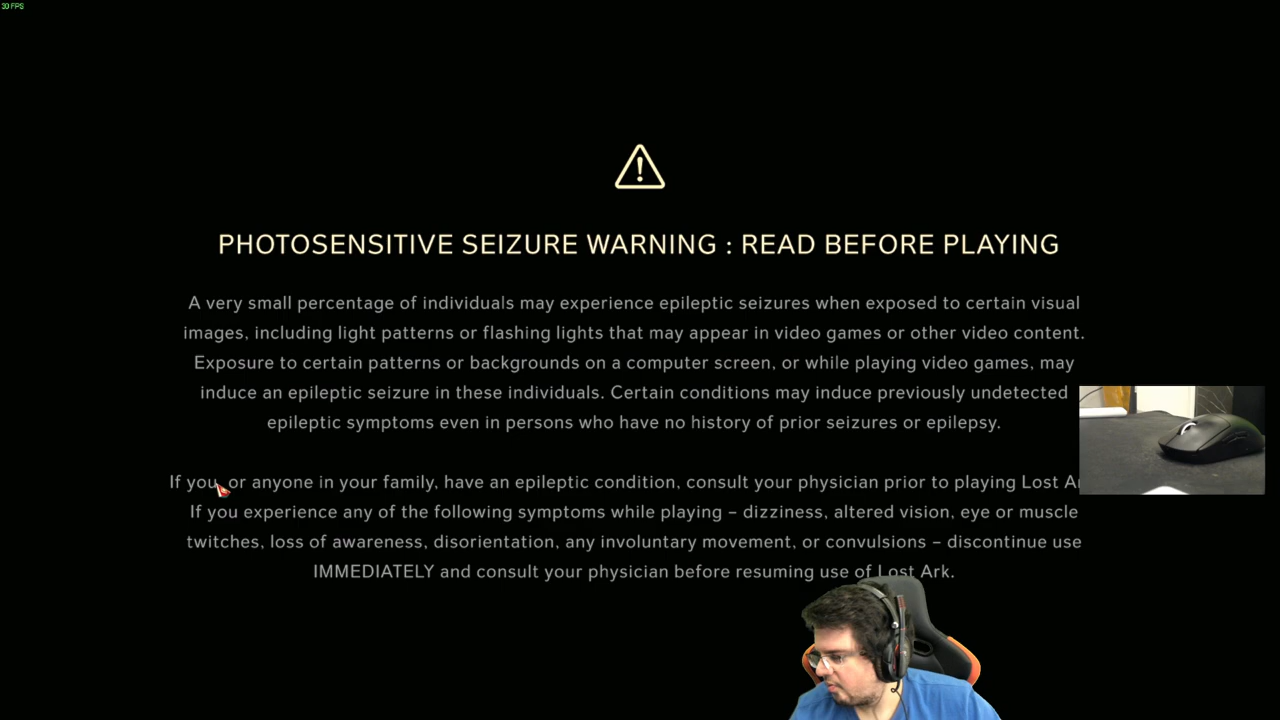 30 FPS
PHOTOSENSITIVE SEIZURE WARNING : READ BEFORE PLAYING
A very small percentage of individuals may experience epileptic seizures when exposed to certain visual
images, including light patterns or flashing lights that may appear in video games or other video content.
Exposure to certain patterns or backgrounds on a computer screen, or while playing video games, may
induce an epileptic seizure in these individuals. Certain conditions may induce previously undetected
epileptic symptoms even in persons who have no history of prior seizures or epilepsy.
If you, or anyone in your family, have an epileptic condition, consult your physician prior to playing Lost
If you experience any of the following symptoms while playing – dizziness, altered vision, eye or muscle
twitches, loss of awareness, disorientation, any involuntary movement, or convulsions – discontinue use
IMMEDIATELY and consult your physician before resuming use of Lost Ark.